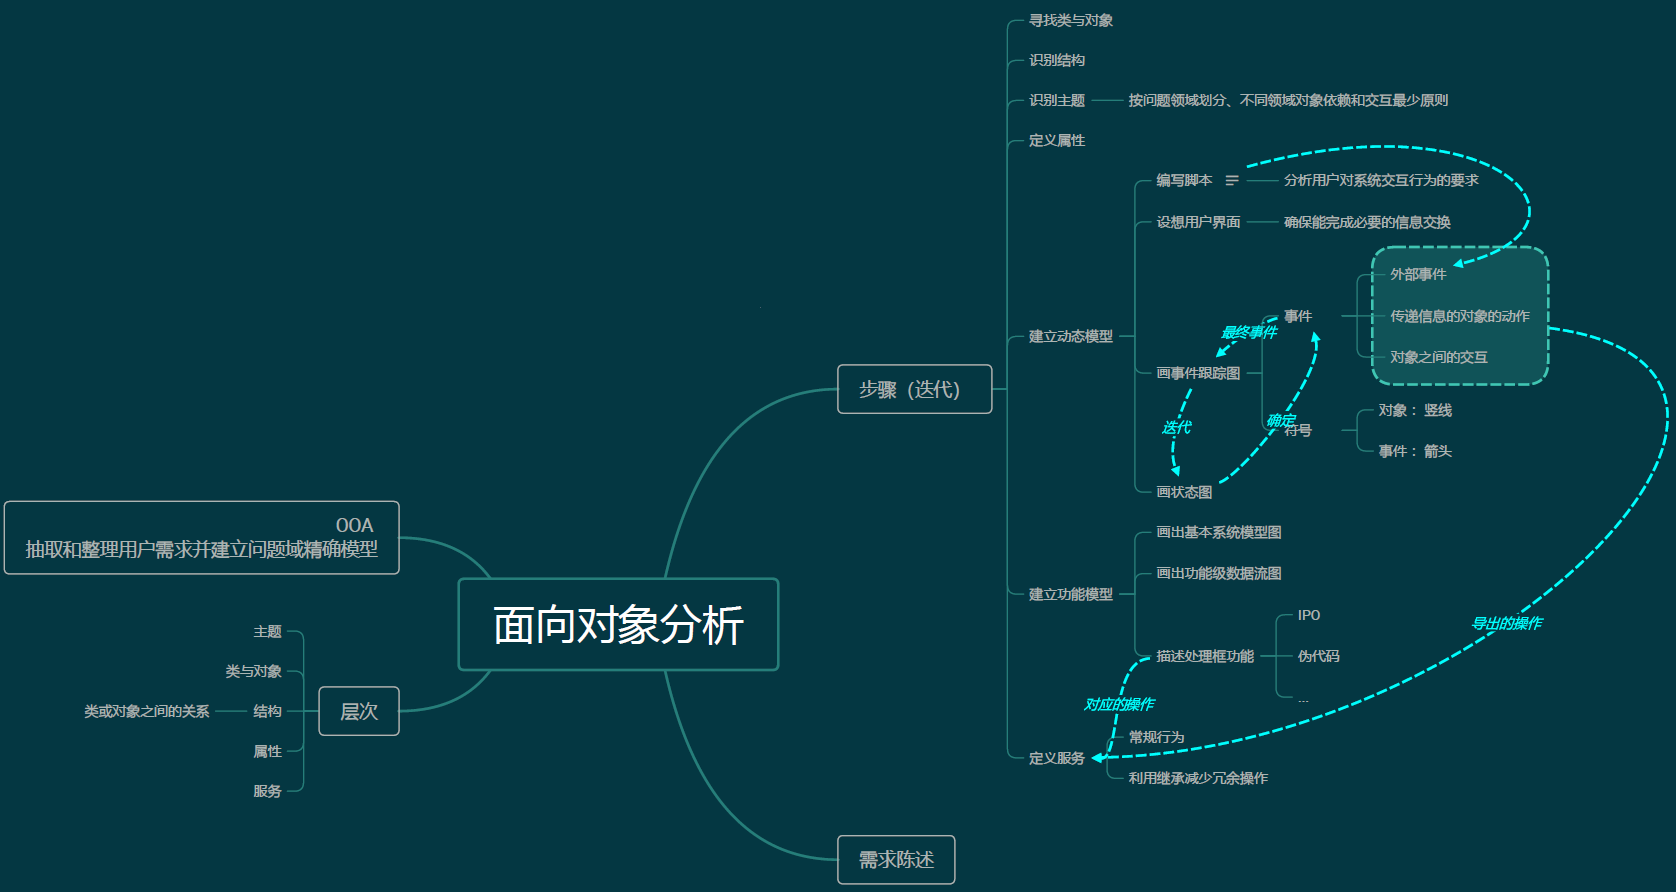 寻找类与对象
识别结构
识别主题
按问题领域划分、不同领域对象依赖和交互最少原则
定义属性
编写脚本
分析用户对系统交互行为的要求
设想用户界面
确保能完成必要的信息交换
外部事件
事件
传递信息的对象的动作
最终事件
建立动态模型
对象之间的交互
画事件跟踪图
步骤（迭代）
对象：竖线
确定
迭代
符号
事件：箭头
画状态图
OOA
抽取和整理用户需求并建立问题域精确模型
画出基本系统模型图
画出功能级数据流图
建立功能模型
IPO
面向对象分析
导出的操作
主题
描述处理框功能
伪代码
类与对象
...
对应的操作
类或对象之间的关系
结构
层次
常规行为
属性
定义服务
利用继承减少冗余操作
服务
需求陈述